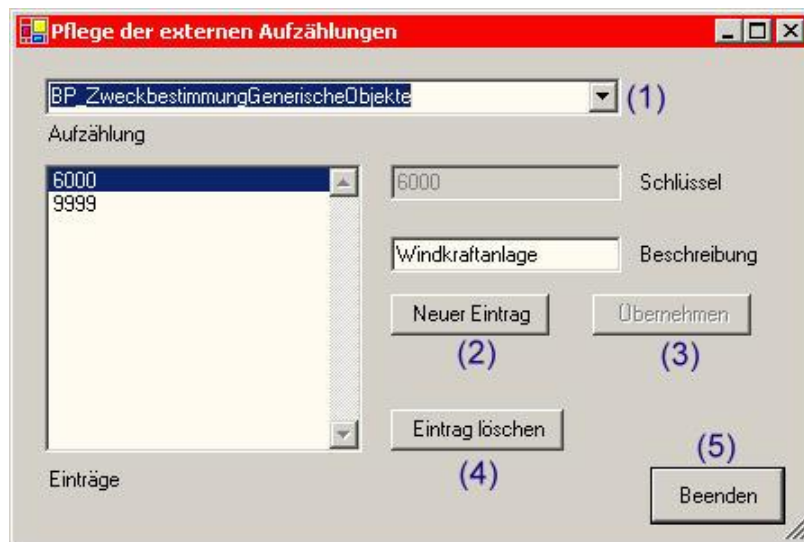 Pflege der externen Aufzählungen
BP_ZweckbestimmungGenerischeObjekte
(1)
Aufzählung
6000
9999
6000
Schlüssel
Windkraftanlage
Beschreibung
Neuer Eintrag
Übernehmen
(2)
(3)
Eintrag löschen
(4)
(5)
Einträge
Beenden